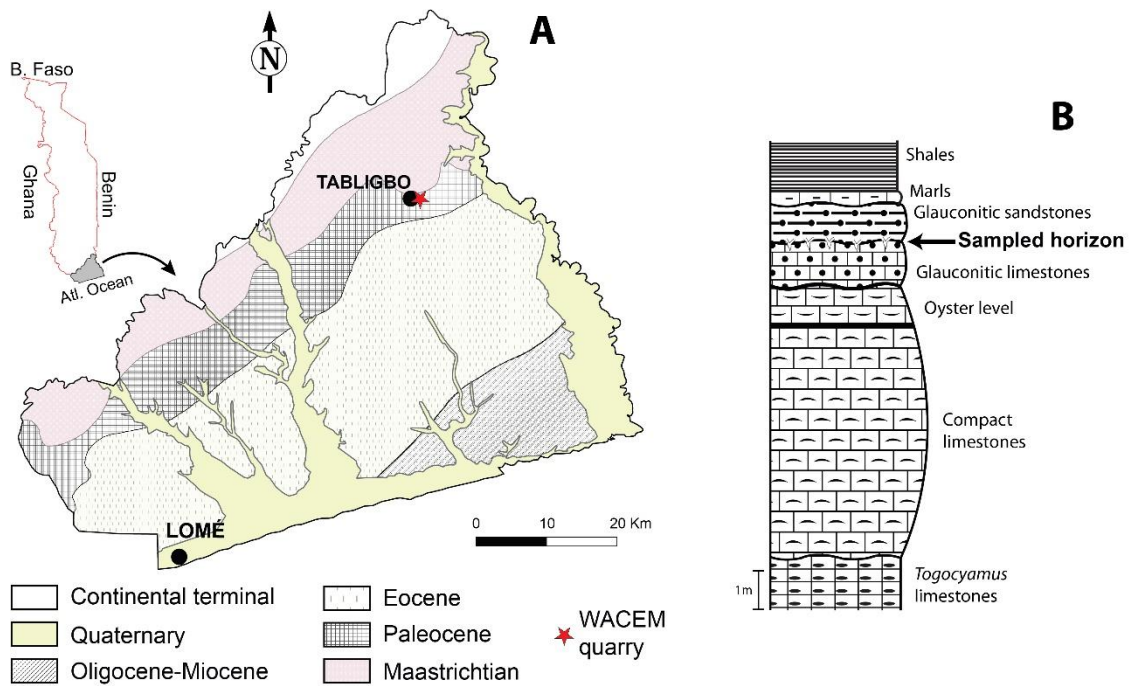 A
N
B. Faso
Ghana
Benin
Atl. Ocean
TABLIGBO
LOMÉ
0 10 20 Km
Continental terminal
Quaternary
Oligocene-Miocene
Eocene
Paleocene
Maastrichtian
WACEM
quarry
B
Shales
Marls
Glauconitic sandstones
Sampled horizon
Glauconitic limestones
Oyster level
Compact
limestones
Togocyamus
limestones
1m